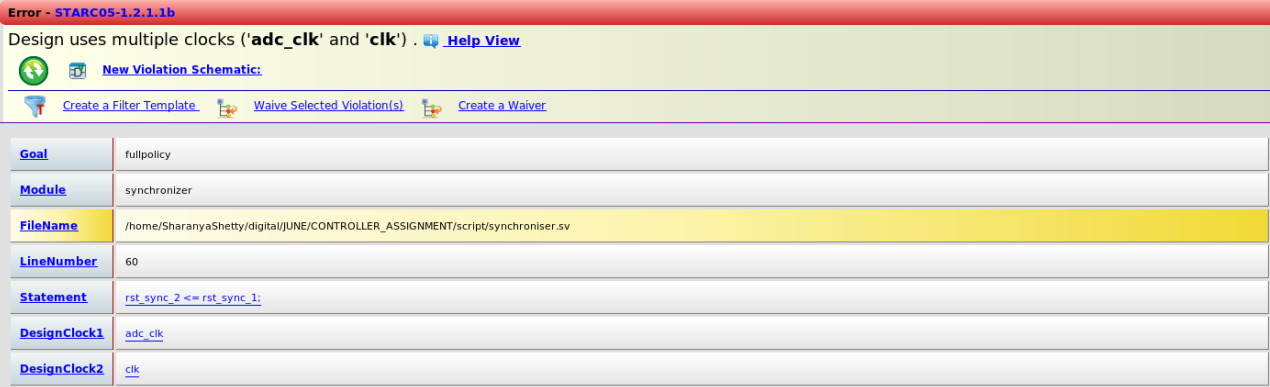 Error - STARC05-1.2.1.1b
Design uses multiple clocks ('adc_clk' and 'clk') . Help View
New Violation Schematic:
Create a Filter Template Waive Selected Violation(s) Create a Waiver
Goal fullpolicy
Module synchronizer
FileName /home/SharanyaShetty/digital/JUNE/CONTROLLER_ASSIGNMENT/script/synchroniser.sv
LineNumber 60
Statement rst_sync_2 <= rst_sync_1;
DesignClock1 adc_clk
DesignClock2 clk